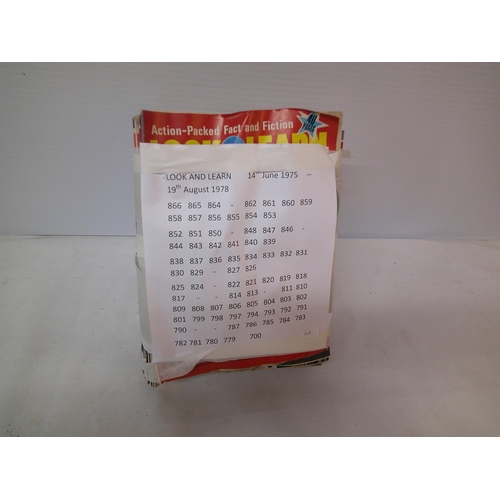 Action-Packed Fact and Fiction
LOOK LEARN
LOOK AND LEARN 14th June 1975 –
19th August 1978
866 865 864 - 862 861 860 859
858 857 856 855 854 853
852 851 850 - 848 847 846 -
844 843 842 841 840 839
838 837 836 835 834 833 832 831
830 829 - 827 826
825 824 - 822 821 820 819 818
817 - - 814 813 - 811 810
809 808 807 806 805 804 803 802
801 799 798 797 794 793 792 791
790 - - 787 786 785 784 783
782 781 780 779 700